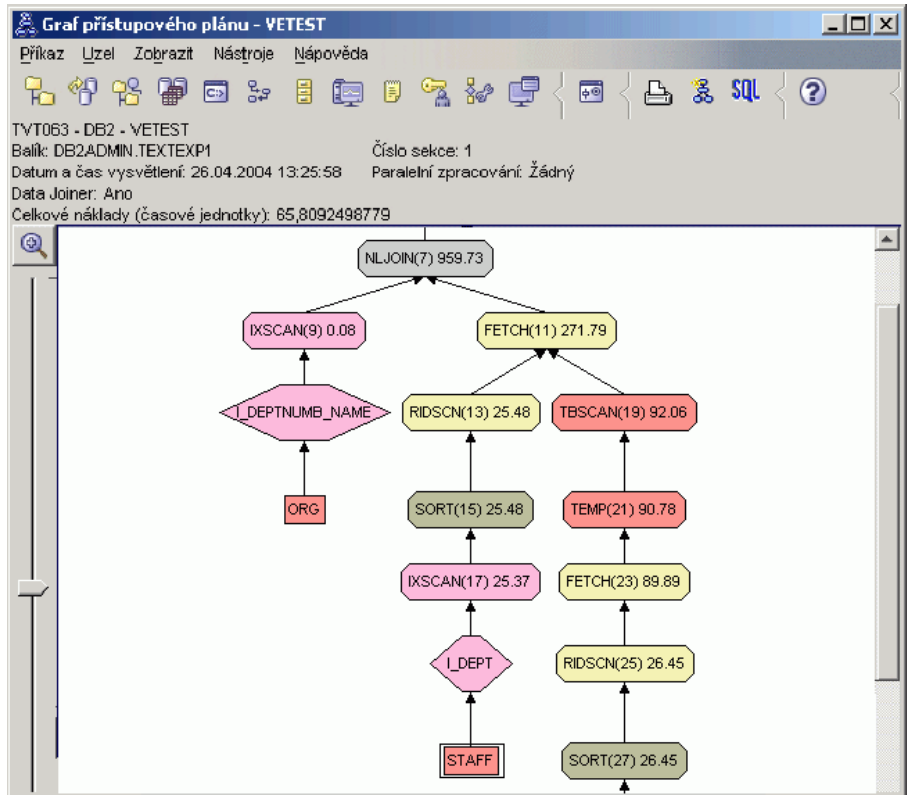 Graf přístupového plánu - VETEST
Příkaz Uzel Zobrazit Nástroje Nápověda
SQL ?
TVT063 - DB2 - VETEST
Balík: DB2ADMIN.TEXTEXP1 Číslo sekce: 1
Datum a čas vysvětlení: 26.04.2004 13:25:58 Paralelní zpracování: Žádný
Data Joiner: Ano
Celkové náklady (časové jednotky): 65,8092498779
NLJOIN(7) 959.73
IXSCAN(9) 0.08 FETCH(11) 271.79
I_DEPTNUMB_NAME RIDSCN(13) 25.48 TBSCAN(19) 92.06
ORG SORT(15) 25.48 TEMP(21) 90.78
IXSCAN(17) 25.37 FETCH(23) 89.89
I_DEPT RIDSCN(25) 26.45
STAFF SORT(27) 26.45